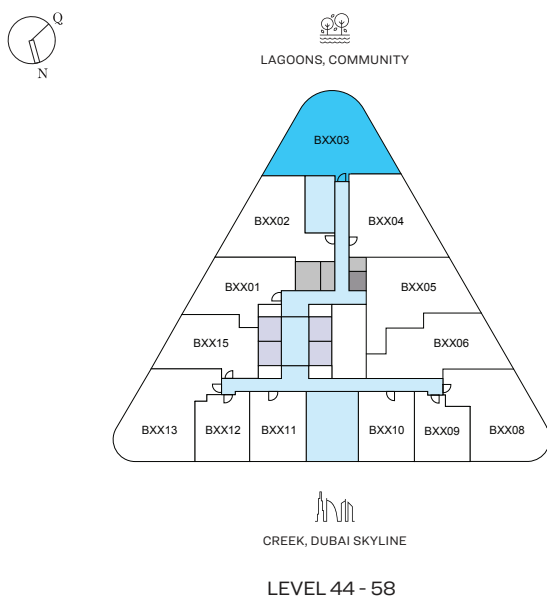 Q
N
LAGOONS, COMMUNITY
BXX03
BXX02 BXX04
BXX01 BXX05
BXX15 BXX06
BXX13 BXX12 BXX11 BXX10 BXX09 BXX08
CREEK, DUBAI SKYLINE
LEVEL 44 - 58